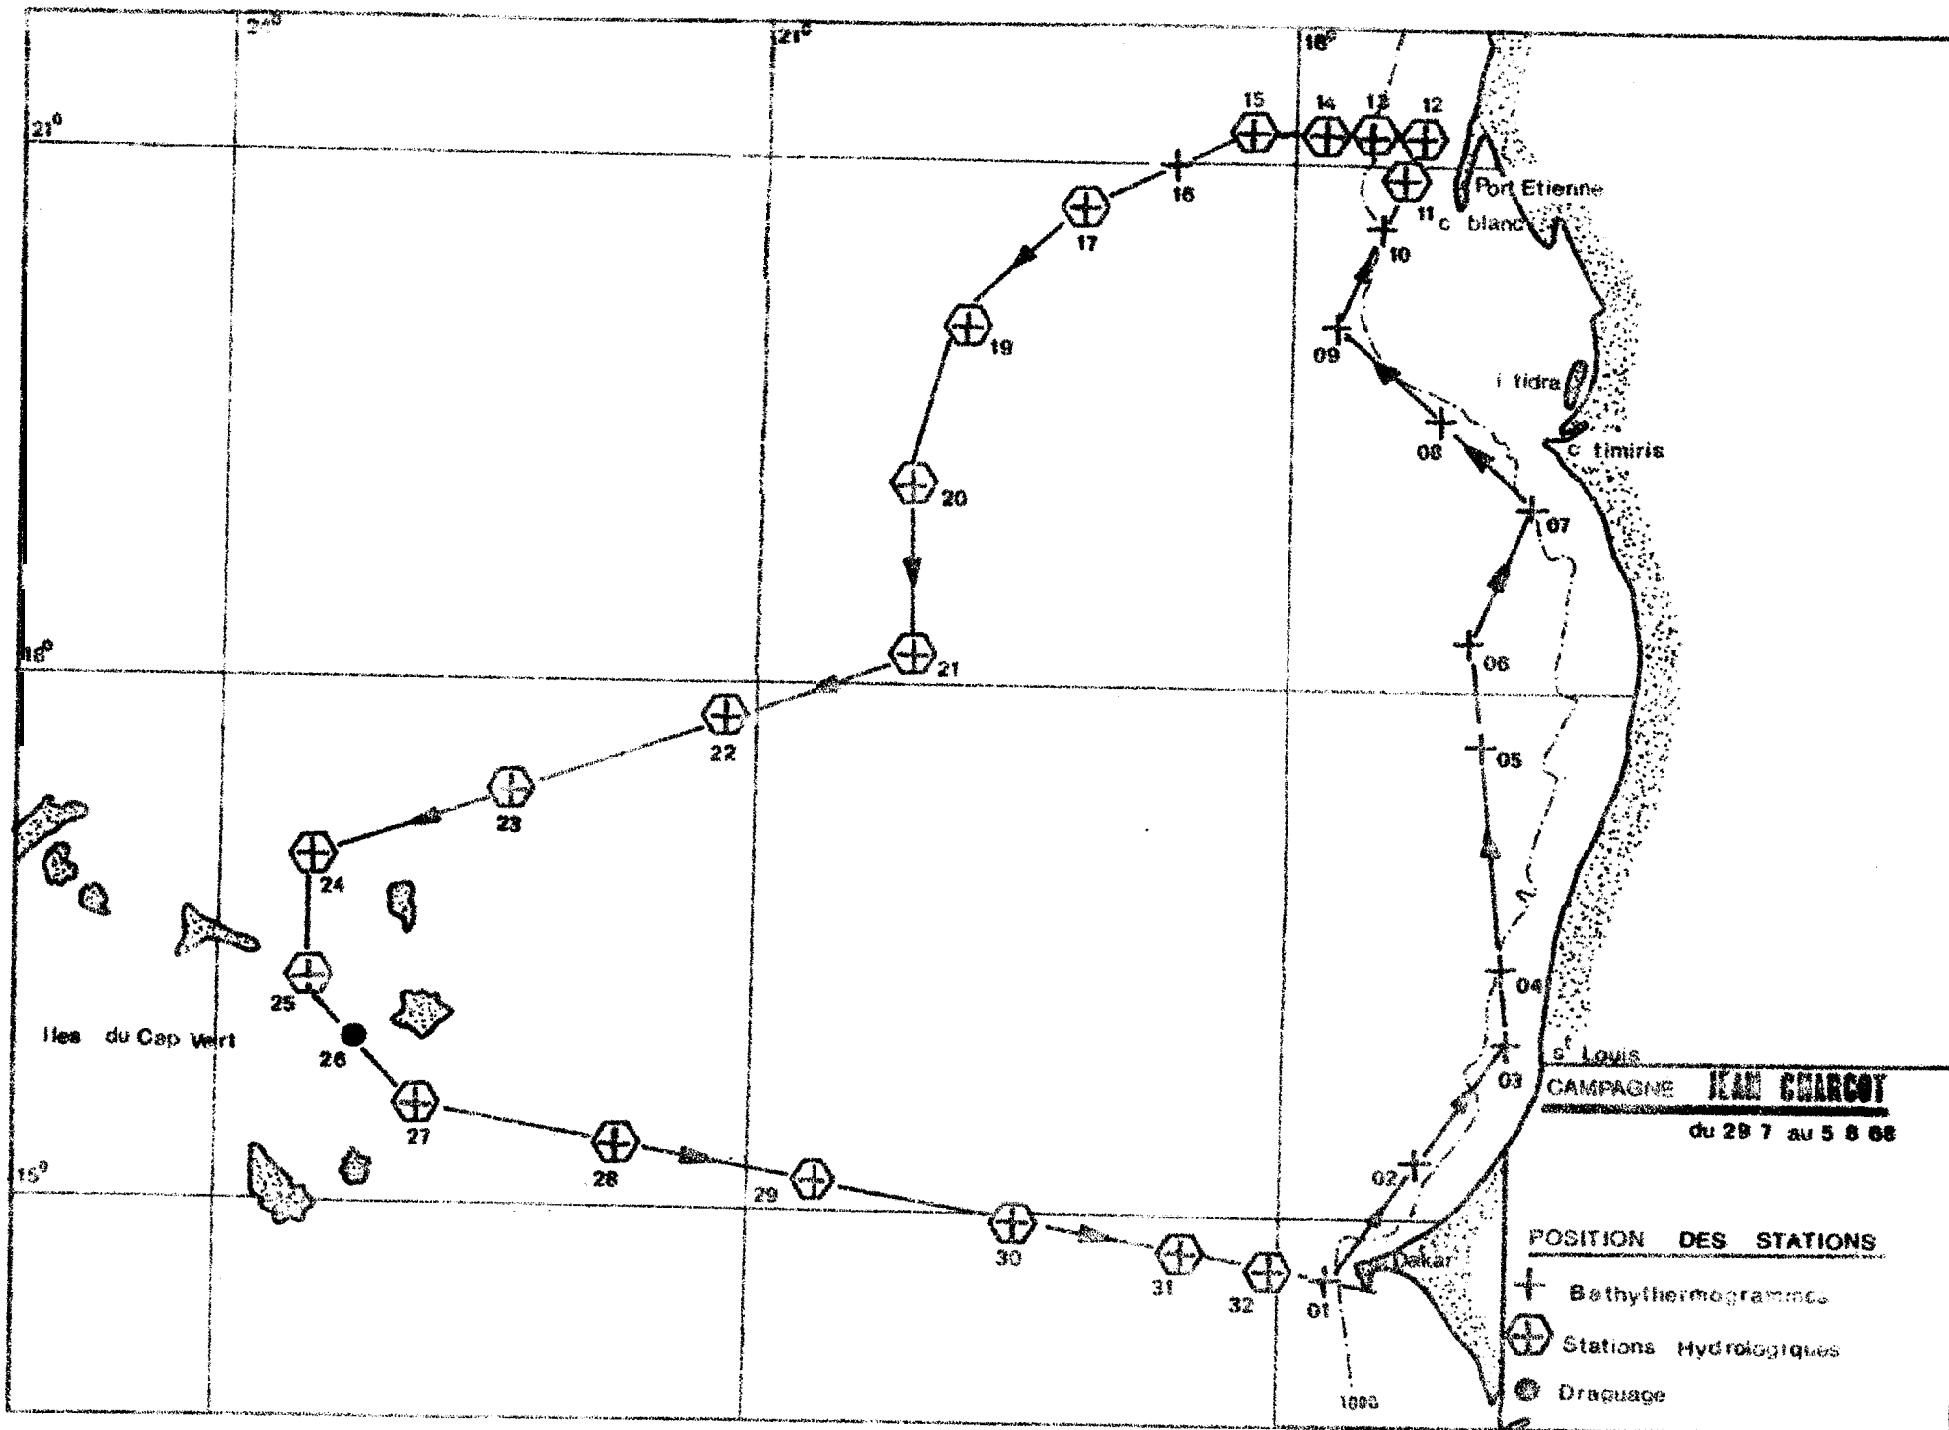 24°
21°
18°
21°
15
14
13
12
Port Etienne
16
11
c blanc
17
10
19
09
i tidra
08
c timiris
20
07
18°
21
06
22
05
23
24
25
04
Iles du Cap Vert
26
st Louis
03
CAMPAGNE JEAN CHARCOT
27
du 29 7 au 5 8 68
28
02
15°
29
30
POSITION DES STATIONS
Dakar
31
32
01
Bathythermogrammes
Stations Hydrologiques
Draguage
1000